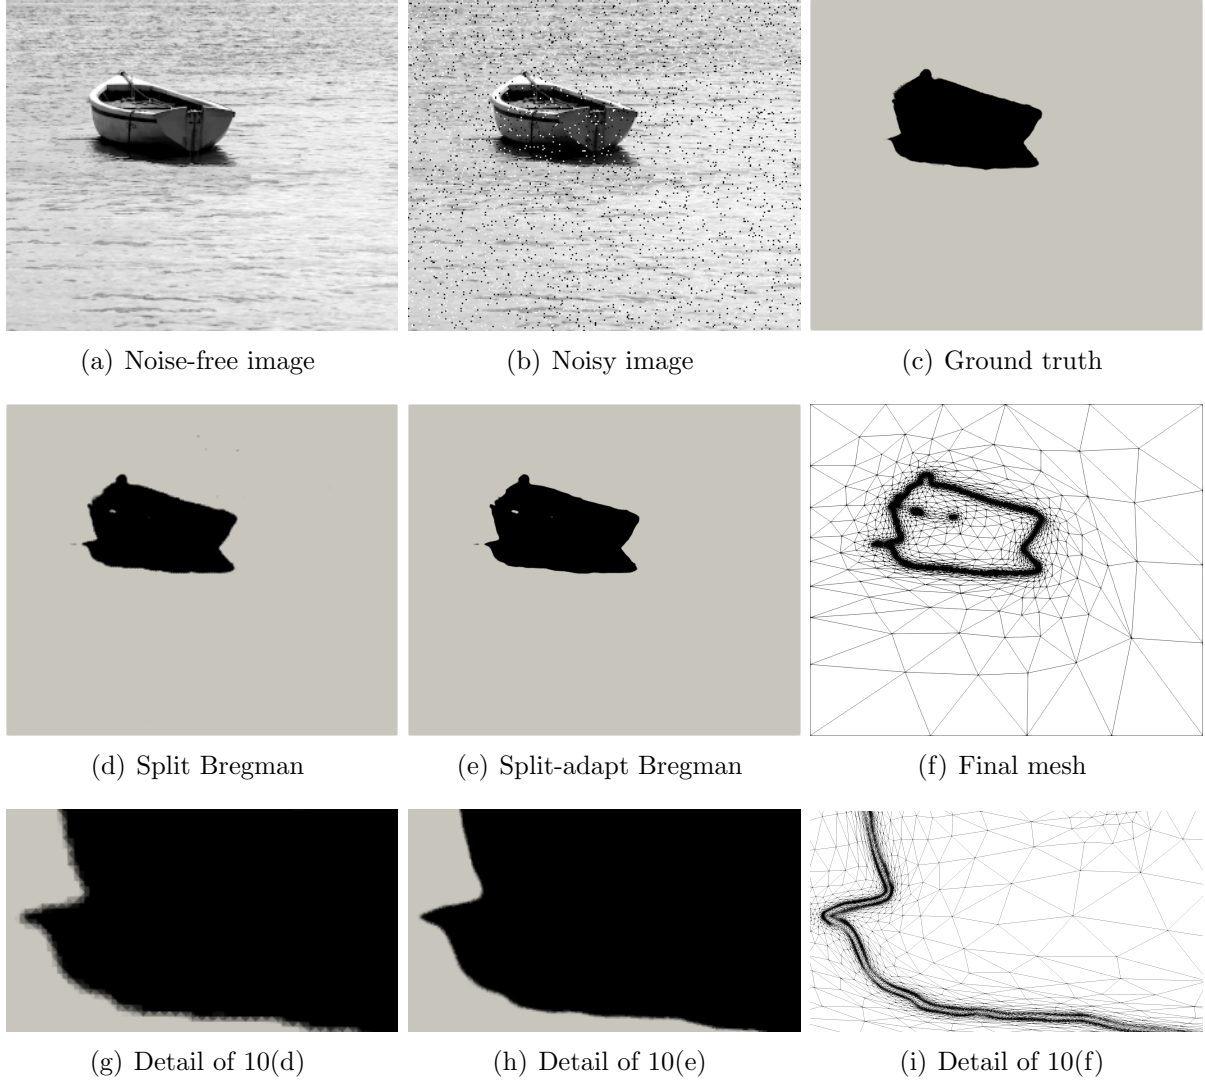 (a) Noise-free image
(b) Noisy image
(c) Ground truth
(d) Split Bregman
(e) Split-adapt Bregman
(f) Final mesh
(g) Detail of 10(d)
(h) Detail of 10(e)
(i) Detail of 10(f)